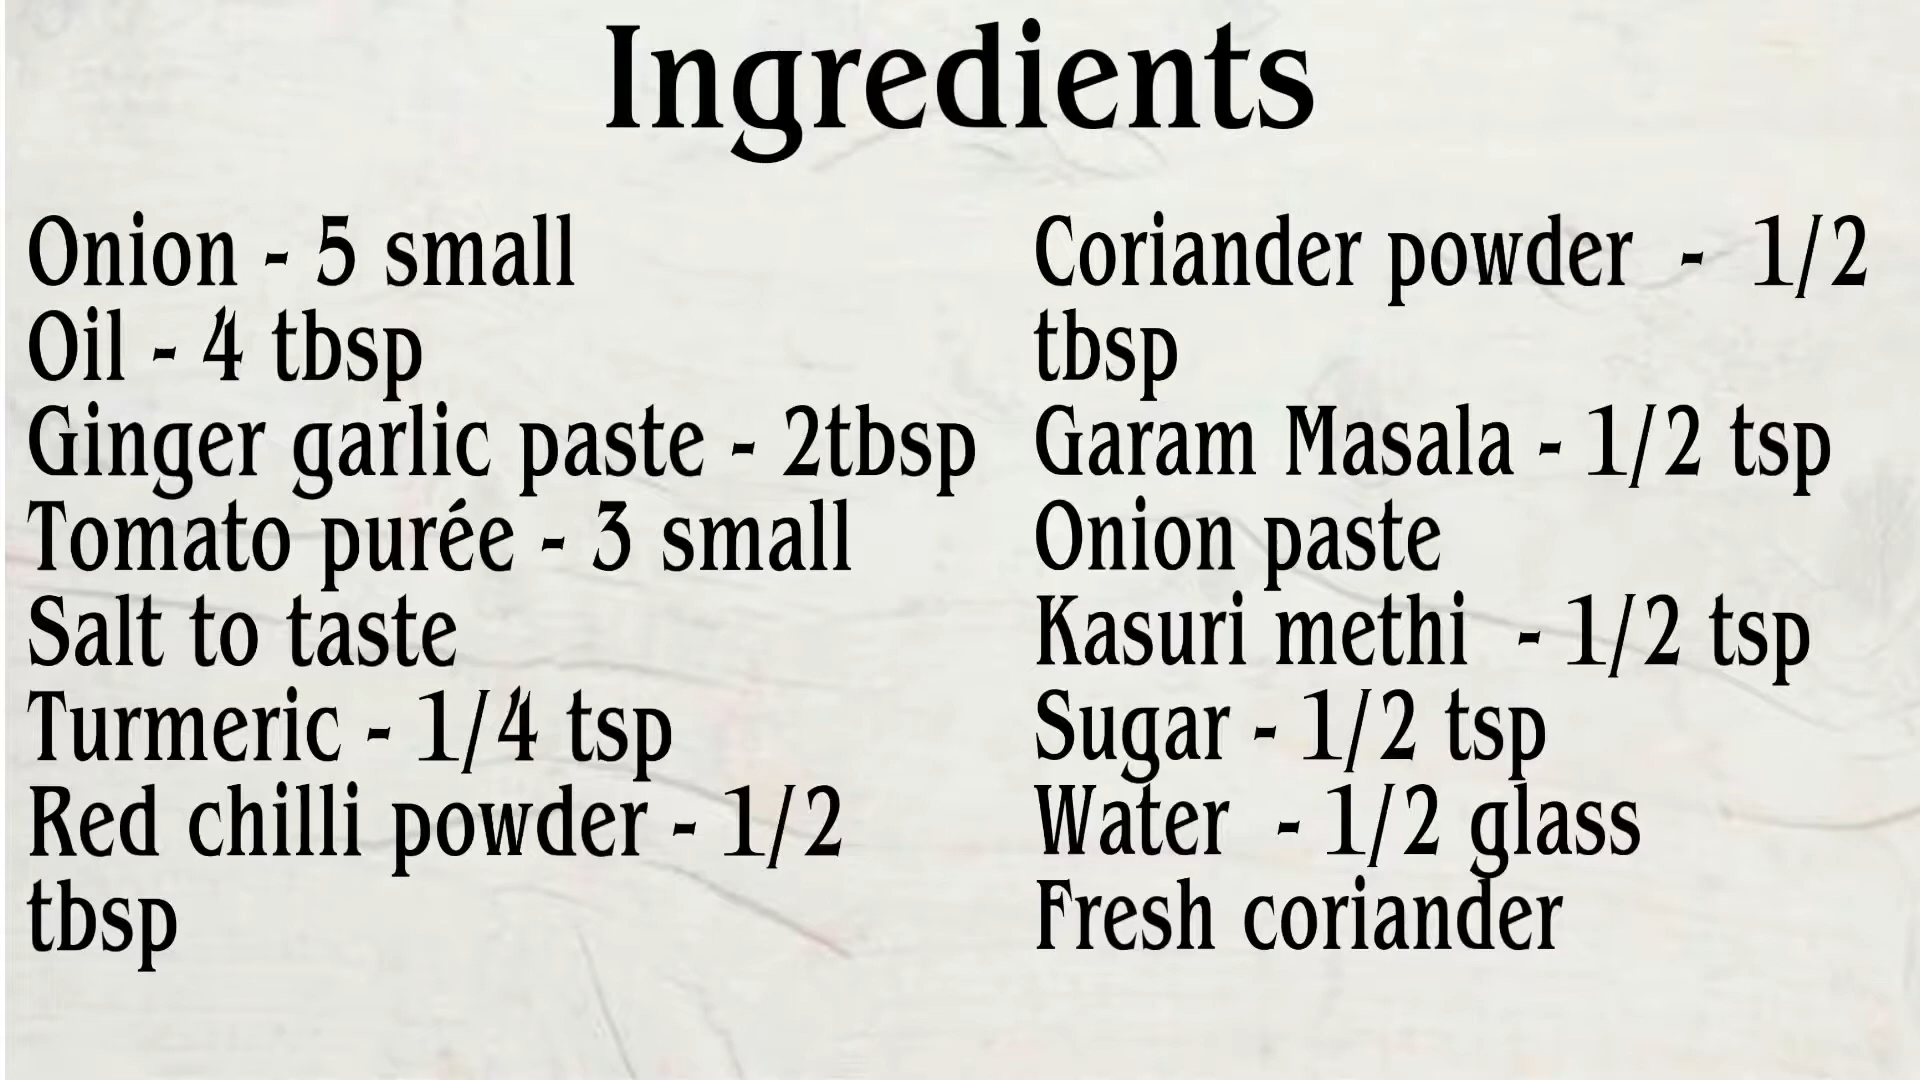 Ingredients
Onion - 5 small
Oil - 4 tbsp
Ginger garlic paste - 2tbsp
Tomato purée - 3 small
Salt to taste
Turmeric - 1/4 tsp
Red chilli powder - 1/2
tbsp
Coriander powder - 1/2
tbsp
Garam Masala - 1/2 tsp
Onion paste
Kasuri methi - 1/2 tsp
Sugar - 1/2 tsp
Water - 1/2 glass
Fresh coriander